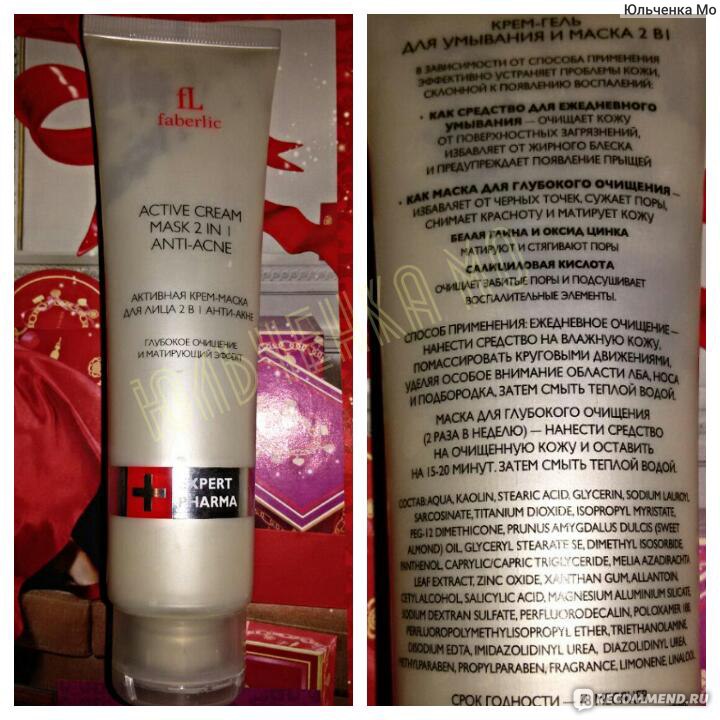 Юльченка Мо
fL
faberlic
ACTIVE CREAM
MASK 2 IN 1
ANTI-ACNE
АКТИВНАЯ КРЕМ-МАСКА
ДЛЯ ЛИЦА 2 В 1 АНТИ-АКНЕ
ГЛУБОКОЕ ОЧИЩЕНИЕ
И МАТИРУЮЩИЙ ЭФФЕКТ
EXPERT
PHARMA
ЮЛЬЧЕНКА МО
КРЕМ-ГЕЛЬ
ДЛЯ УМЫВАНИЯ И МАСКА 2 В 1
В ЗАВИСИМОСТИ ОТ СПОСОБА ПРИМЕНЕНИЯ
ЭФФЕКТИВНО УСТРАНЯЕТ ПРОБЛЕМЫ КОЖИ,
СКЛОННОЙ К ПОЯВЛЕНИЮ ВОСПАЛЕНИЙ:
• КАК СРЕДСТВО ДЛЯ ЕЖЕДНЕВНОГО
УМЫВАНИЯ — ОЧИЩАЕТ КОЖУ
ОТ ПОВЕРХНОСТНЫХ ЗАГРЯЗНЕНИЙ,
ИЗБАВЛЯЕТ ОТ ЖИРНОГО БЛЕСКА
И ПРЕДУПРЕЖДАЕТ ПОЯВЛЕНИЕ ПРЫЩЕЙ
• КАК МАСКА ДЛЯ ГЛУБОКОГО ОЧИЩЕНИЯ —
ИЗБАВЛЯЕТ ОТ ЧЕРНЫХ ТОЧЕК, СУЖАЕТ ПОРЫ,
СНИМАЕТ КРАСНОТУ И МАТИРУЕТ КОЖУ
БЕЛАЯ ГЛИНА И ОКСИД ЦИНКА
МАТИРУЮТ И СТЯГИВАЮТ ПОРЫ
САЛИЦИЛОВАЯ КИСЛОТА
ОЧИЩАЕТ ЗАБИТЫЕ ПОРЫ И ПОДСУШИВАЕТ
ВОСПАЛИТЕЛЬНЫЕ ЭЛЕМЕНТЫ.
СПОСОБ ПРИМЕНЕНИЯ: ЕЖЕДНЕВНОЕ ОЧИЩЕНИЕ —
НАНЕСТИ СРЕДСТВО НА ВЛАЖНУЮ КОЖУ,
ПОМАССИРОВАТЬ КРУГОВЫМИ ДВИЖЕНИЯМИ,
УДЕЛЯЯ ОСОБОЕ ВНИМАНИЕ ОБЛАСТИ ЛБА, НОСА
И ПОДБОРОДКА, ЗАТЕМ СМЫТЬ ТЕПЛОЙ ВОДОЙ.
МАСКА ДЛЯ ГЛУБОКОГО ОЧИЩЕНИЯ
(2 РАЗА В НЕДЕЛЮ) — НАНЕСТИ СРЕДСТВО
НА ОЧИЩЕННУЮ КОЖУ И ОСТАВИТЬ
НА 15-20 МИНУТ. ЗАТЕМ СМЫТЬ ТЕПЛОЙ ВОДОЙ.
СОСТАВ: AQUA, KAOLIN, STEARIC ACID, GLYCERIN, SODIUM LAUROYL
SARCOSINATE, TITANIUM DIOXIDE, ISOPROPYL MYRISTATE,
PEG-12 DIMETHICONE, PRUNUS AMYGDALUS DULCIS (SWEET
ALMOND) OIL, GLYCERYL STEARATE SE, DIMETHYL ISOSORBIDE,
PANTHENOL, CAPRYLIC/CAPRIC TRIGLYCERIDE, MELIA AZADIRACHTA
LEAF EXTRACT, ZINC OXIDE, XANTHAN GUM, ALLANTOIN,
CETYL ALCOHOL, SALICYLIC ACID, MAGNESIUM ALUMINIUM SILICATE,
SODIUM DEXTRAN SULFATE, PERFLUORODECALIN, POLOXAMER 188,
PERFLUOROPOLYMETHYLISOPROPYL ETHER, TRIETHANOLAMINE,
DISODIUM EDTA, IMIDAZOLIDINYL UREA, DIAZOLIDINYL UREA,
METHYLPARABEN, PROPYLPARABEN, FRAGRANCE, LIMONENE, LINALOOL
СРОК ГОДНОСТИ —
RECOMMEND.RU